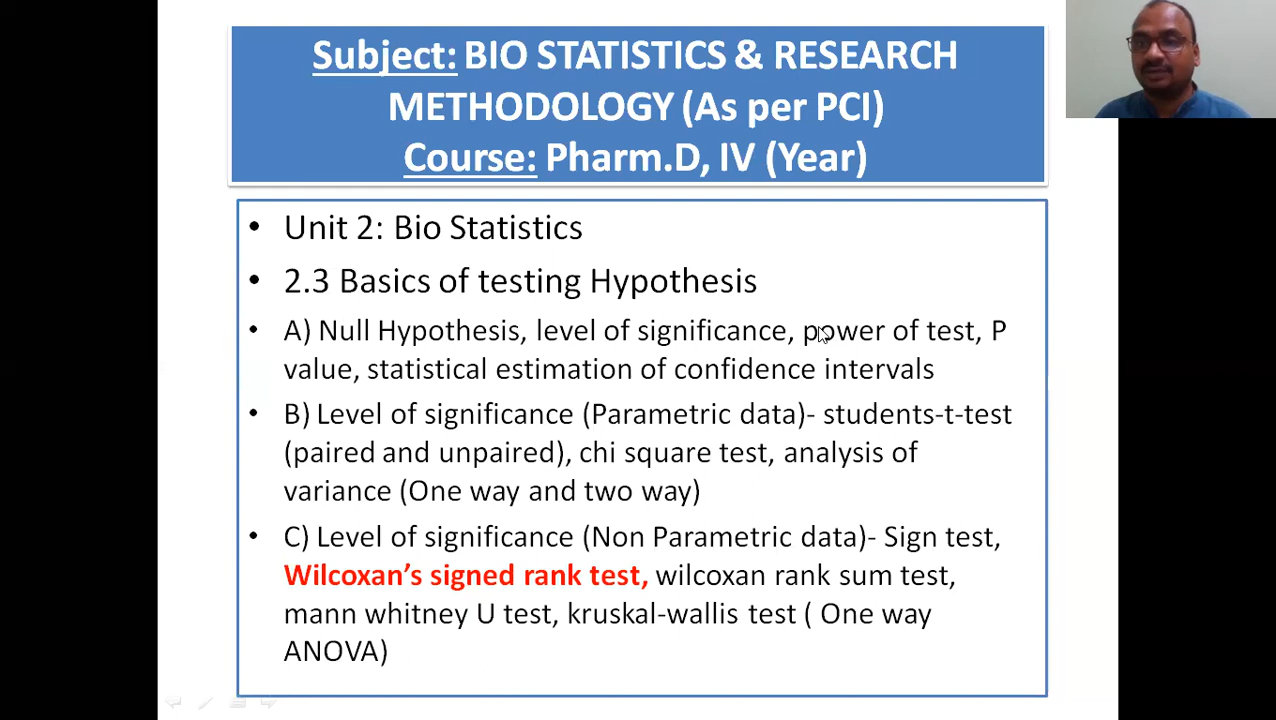 Subject: BIO STATISTICS & RESEARCH
METHODOLOGY (As per PCI)
Course: Pharm.D, IV (Year)
• Unit 2: Bio Statistics
• 2.3 Basics of testing Hypothesis
• A) Null Hypothesis, level of significance, power of test, P
value, statistical estimation of confidence intervals
• B) Level of significance (Parametric data)- students-t-test
(paired and unpaired), chi square test, analysis of
variance (One way and two way)
• C) Level of significance (Non Parametric data)- Sign test,
Wilcoxan’s signed rank test, wilcoxan rank sum test,
mann whitney U test, kruskal-wallis test ( One way
ANOVA)